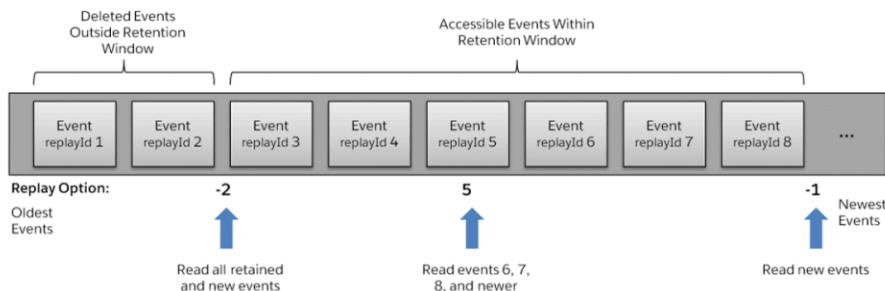 Deleted Events
Outside Retention
Window
Accessible Events Within
Retention Window
Event
replayId 1
Event
replayId 2
Event
replayId 3
Event
replayId 4
Event
replayId 5
Event
replayId 6
Event
replayId 7
Event
replayId 8
...
Replay Option:
-2
5
-1
Oldest
Events
Newest
Events
Read all retained
and new events
Read events 6, 7,
8, and newer
Read new events